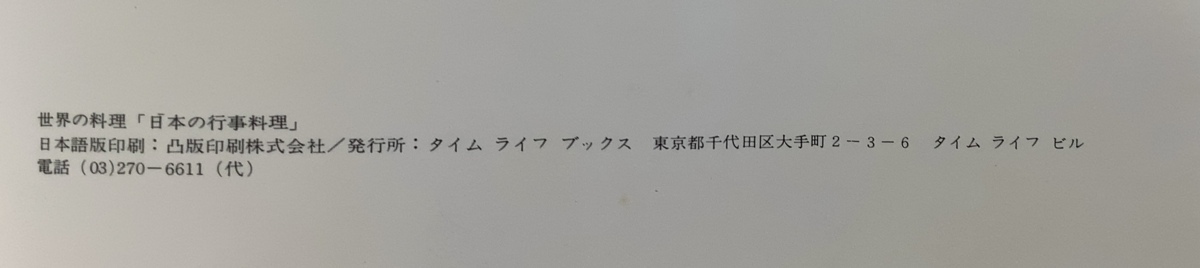 世界の料理「日本の行事料理」
日本語版印刷：凸版印刷株式会社／発行所：タイム ライフ ブックス　東京都千代田区大手町２－３－６　タイム ライフ ビル
電話 (03)270－6611（代）